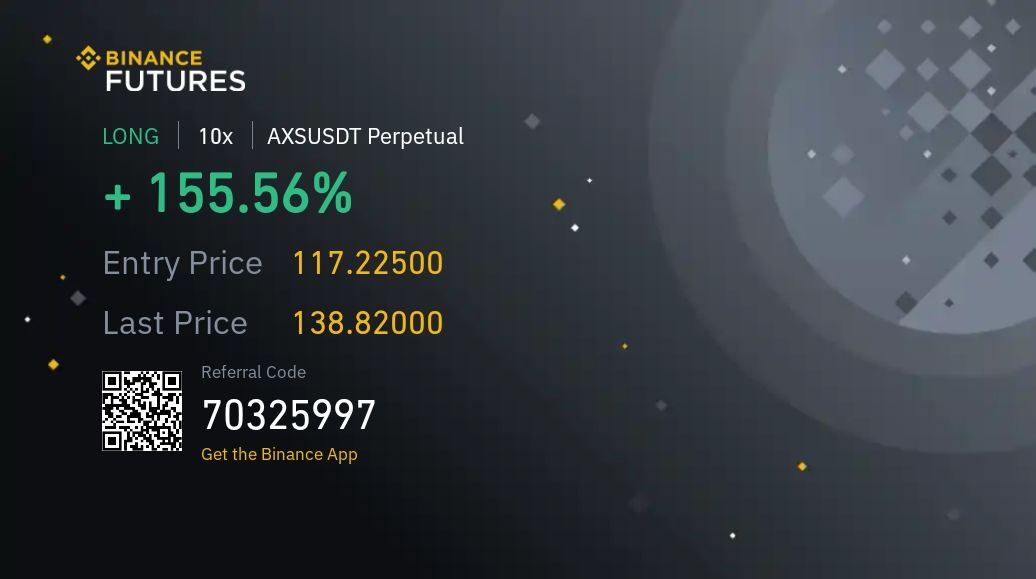 BINANCE
FUTURES
LONG | 10x | AXSUSDT Perpetual
+ 155.56%
Entry Price 117.22500
Last Price 138.82000
Referral Code
70325997
Get the Binance App